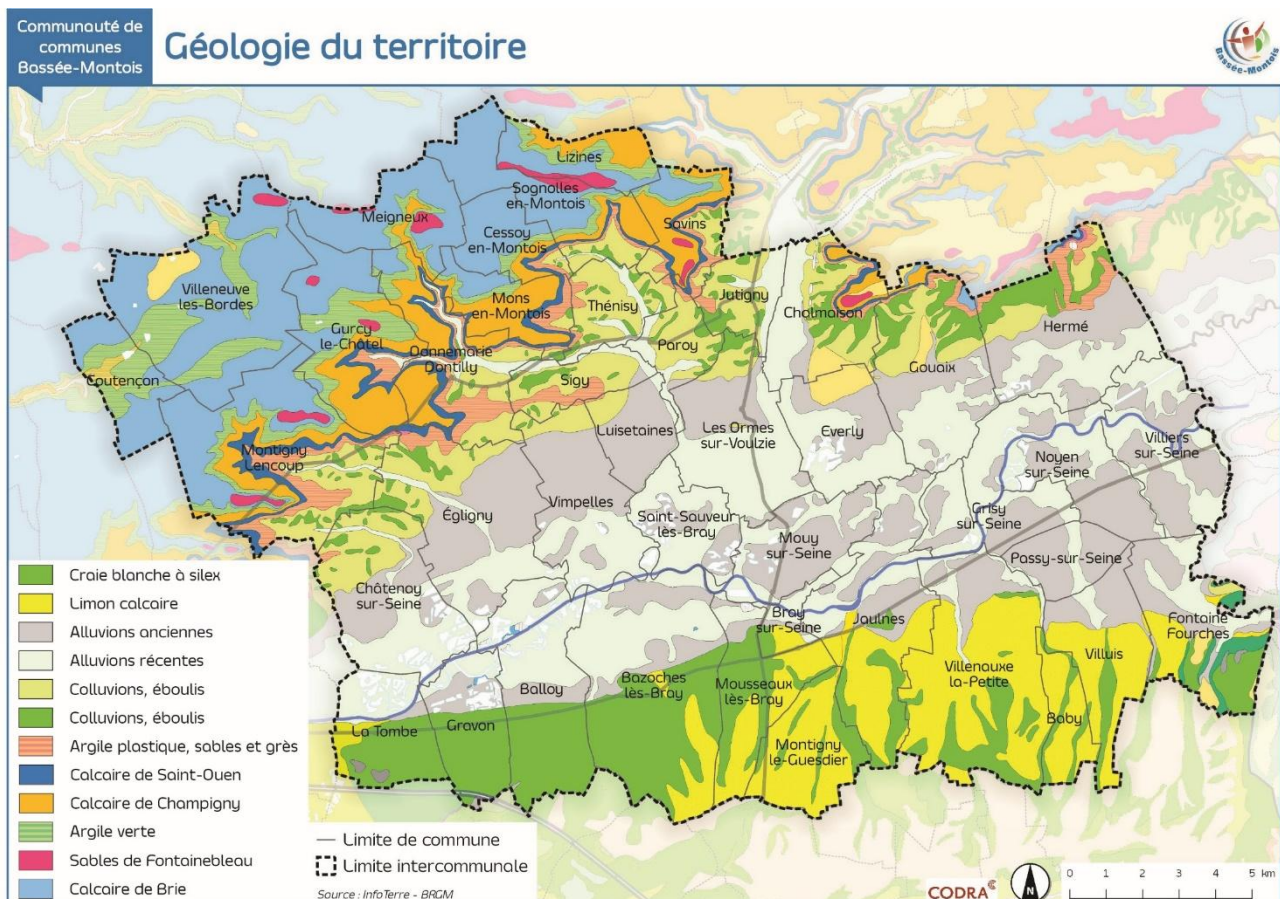 Communauté de
communes
Bassée-Montois
Géologie du territoire
Bassée-Montois
Lizines
Sognolles
en-Montois
Meigneux
Cessoy
en-Montois
Savins
Villeneuve
les-Bordes
Mons
en-Montois
Thénisy
Jutigny
Chalmaison
Gurcy
le-Châtel
Hermé
Donnemarie
Dontilly
Paroy
Gouaix
Coutençon
Sigy
Luisetaines
Les Ormes
sur-Voulzie
Everly
Montigny
Lencoup
Noyen
sur-Seine
Villiers
sur-Seine
Égligny
Vimpelles
Saint-Sauveur
lès-Bray
Mouy
sur-Seine
Grisy
sur-Seine
Passy-sur-Seine
Châtenay
sur-Seine
Bray
sur-Seine
Jaulnes
Fontaine
Fourches
Balloy
Bazoches
lès-Bray
Mousseaux
lès-Bray
Villenauxe
la-Petite
Villuis
La Tombe
Gravon
Baby
Montigny
le-Guesdier
Craie blanche à silex
Limon calcaire
Alluvions anciennes
Alluvions récentes
Colluvions, éboulis
Colluvions, éboulis
Argile plastique, sables et grès
Calcaire de Saint-Ouen
Calcaire de Champigny
Argile verte
Sables de Fontainebleau
Calcaire de Brie
Limite de commune
Limite intercommunale
Source : InfoTerre - BRGM
CODRA
N
0 1 2 3 4 5 km